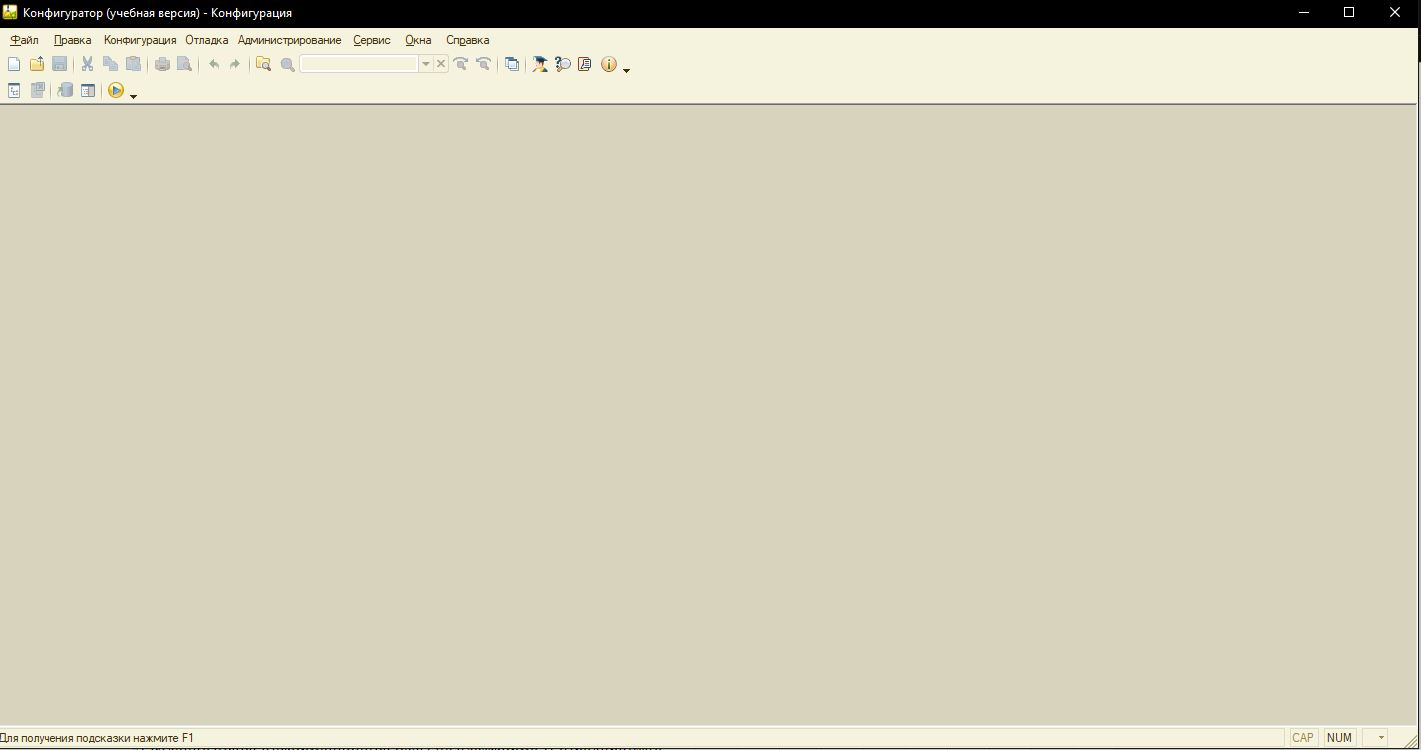 Конфигуратор (учебная версия) - Конфигурация
Файл Правка Конфигурация Отладка Администрирование Сервис Окна Справка
Для получения подсказки нажмите F1
CAP NUM